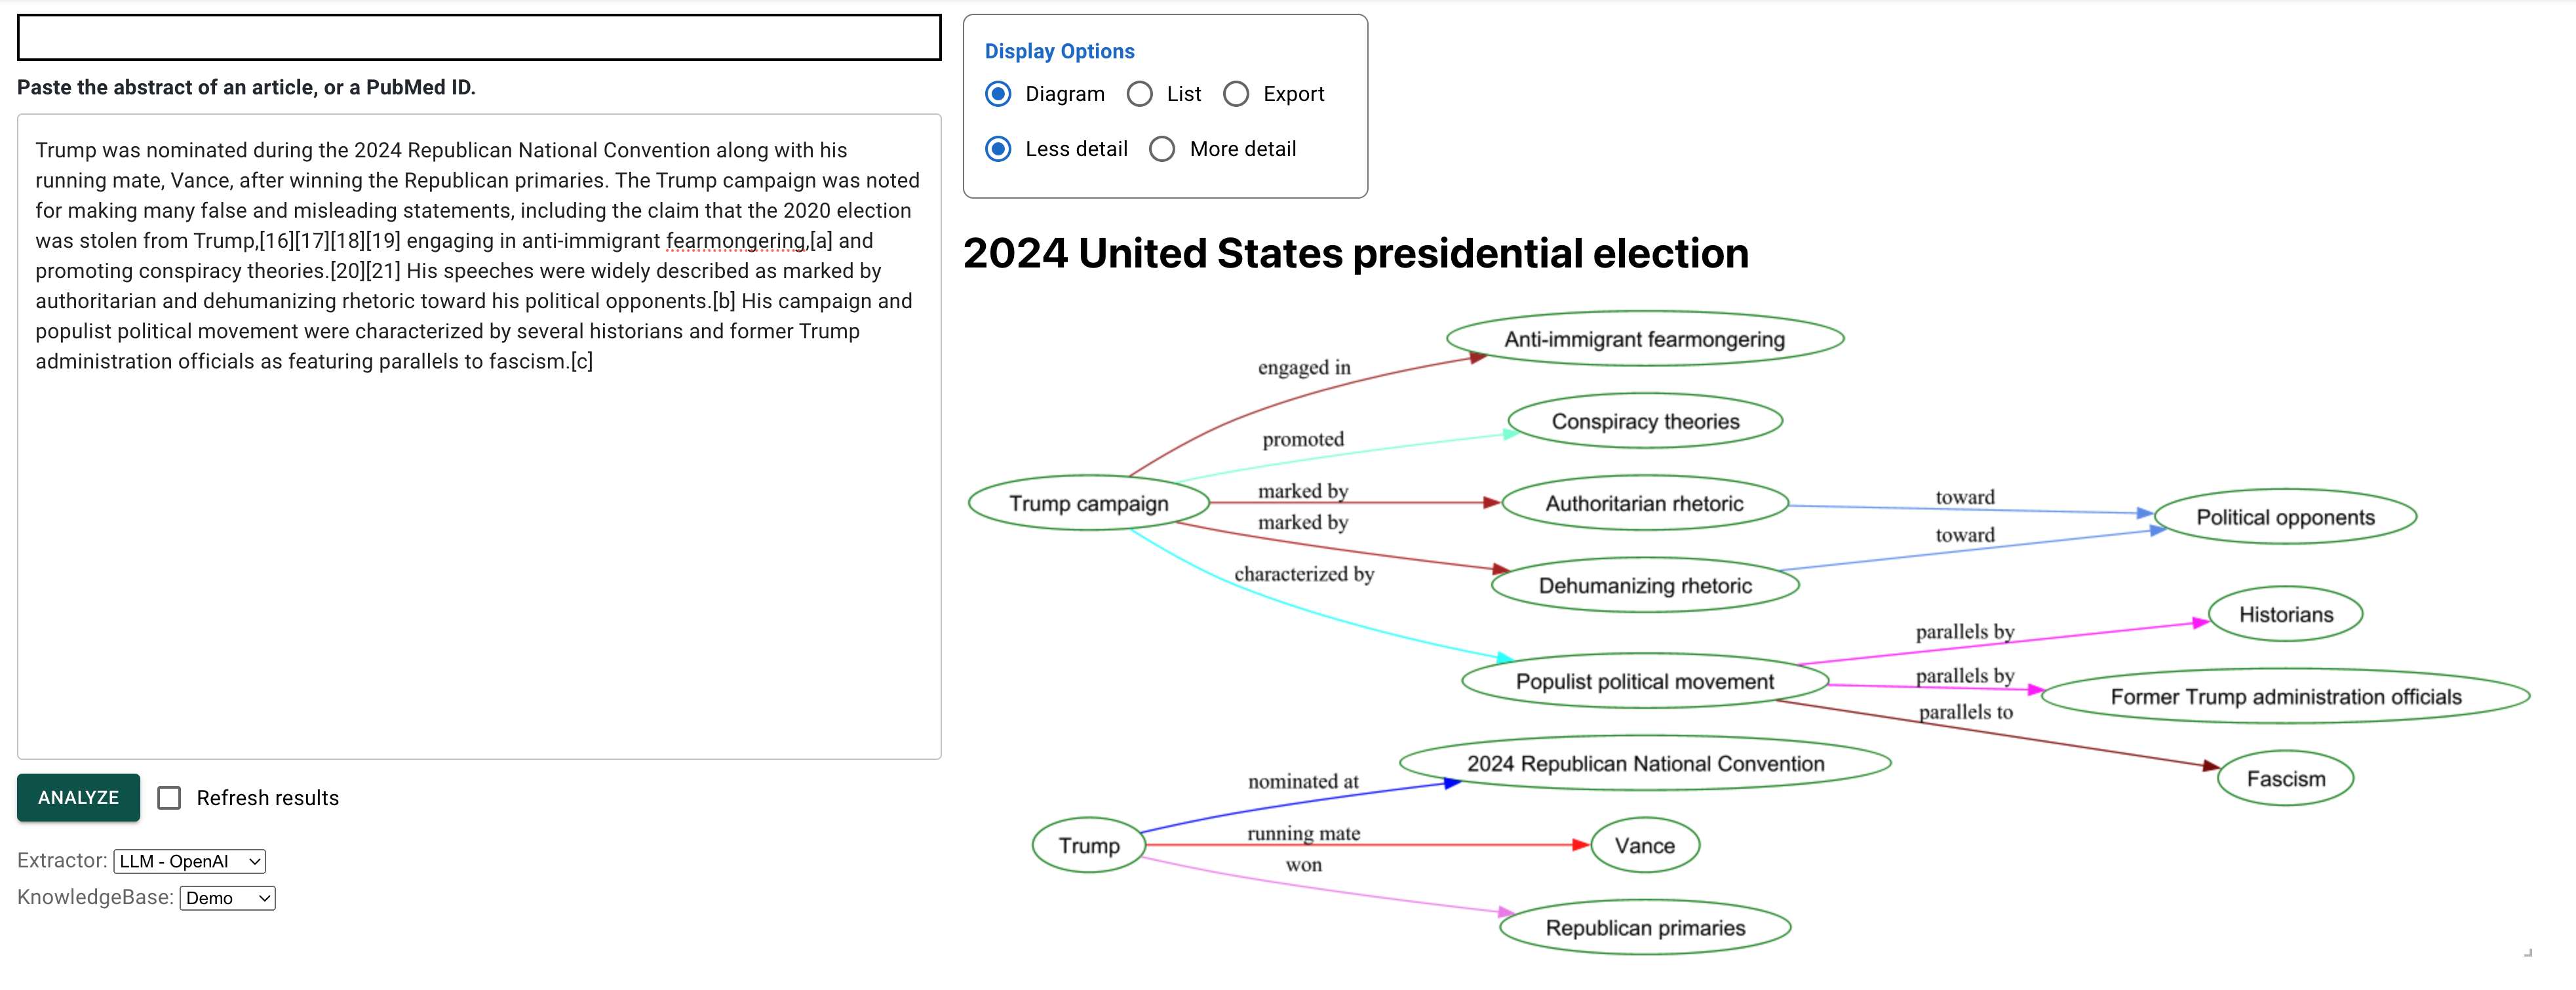 Paste the abstract of an article, or a PubMed ID.
Trump was nominated during the 2024 Republican National Convention along with his
running mate, Vance, after winning the Republican primaries. The Trump campaign was noted
for making many false and misleading statements, including the claim that the 2020 election
was stolen from Trump,[16][17][18][19] engaging in anti-immigrant fearmongering,[a] and
promoting conspiracy theories.[20][21] His speeches were widely described as marked by
authoritarian and dehumanizing rhetoric toward his political opponents.[b] His campaign and
populist political movement were characterized by several historians and former Trump
administration officials as featuring parallels to fascism.[c]
ANALYZE
Refresh results
Extractor: LLM - OpenAI
KnowledgeBase: Demo
Display Options
Diagram List Export
Less detail More detail
2024 United States presidential election
Anti-immigrant fearmongering
engaged in
Conspiracy theories
promoted
Trump campaign
marked by
Authoritarian rhetoric
toward
Political opponents
marked by
toward
Dehumanizing rhetoric
characterized by
Historians
parallels by
Populist political movement
parallels by
Former Trump administration officials
parallels to
Fascism
2024 Republican National Convention
nominated at
Trump
running mate
Vance
won
Republican primaries